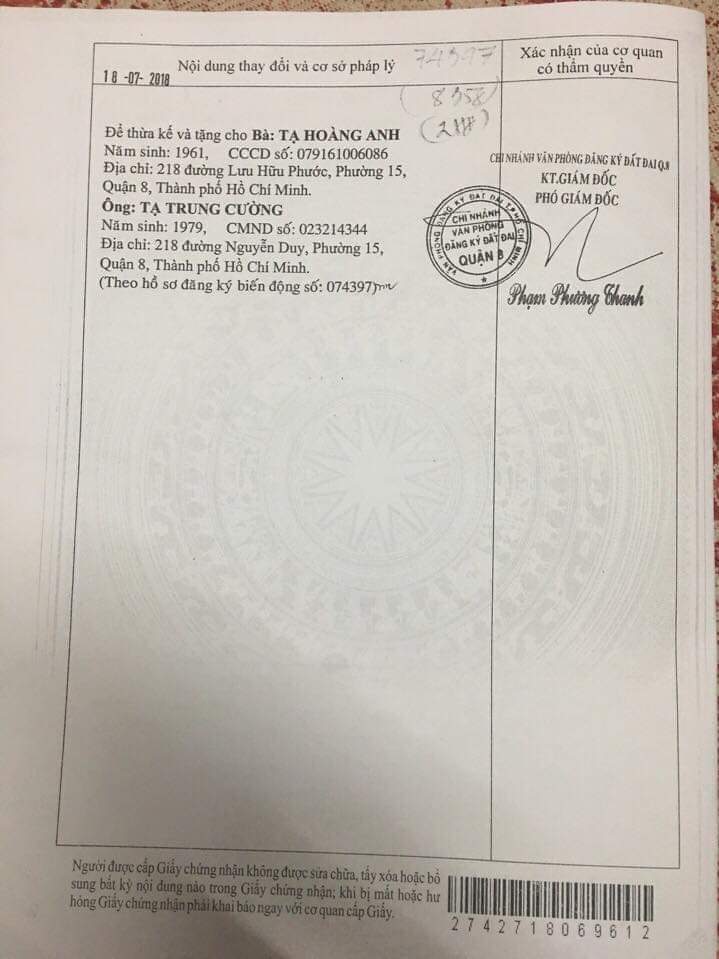 Nội dung thay đổi và cơ sở pháp lý
Xác nhận của cơ quan
có thẩm quyền
18-07-2018
74397
(8358)
Để thừa kế và tặng cho Bà: TẠ HOÀNG ANH
Năm sinh: 1961, CCCD số: 079161006086
Địa chỉ: 218 đường Lưu Hữu Phước, Phường 15,
Quận 8, Thành phố Hồ Chí Minh.
Ông: TẠ TRUNG CƯỜNG
Năm sinh: 1979, CMND số: 023214344
Địa chỉ: 218 đường Nguyễn Duy, Phường 15,
Quận 8, Thành phố Hồ Chí Minh.
(Theo hồ sơ đăng ký biến động số: 074397)
CHI NHÁNH VĂN PHÒNG ĐĂNG KÝ ĐẤT ĐAI Q.8
KT.GIÁM ĐỐC
PHÓ GIÁM ĐỐC
VĂN PHÒNG ĐĂNG KÝ ĐẤT ĐAI T.P HỒ CHÍ MINH
CHI NHÁNH
VĂN PHÒNG
ĐĂNG KÝ ĐẤT ĐAI
QUẬN 8
Phạm Phương Thanh
Người được cấp Giấy chứng nhận không được sửa chữa, tẩy xóa hoặc bổ
sung bất kỳ nội dung nào trong Giấy chứng nhận; khi bị mất hoặc hư
hỏng Giấy chứng nhận phải khai báo ngay với cơ quan cấp Giấy.
2742718069612